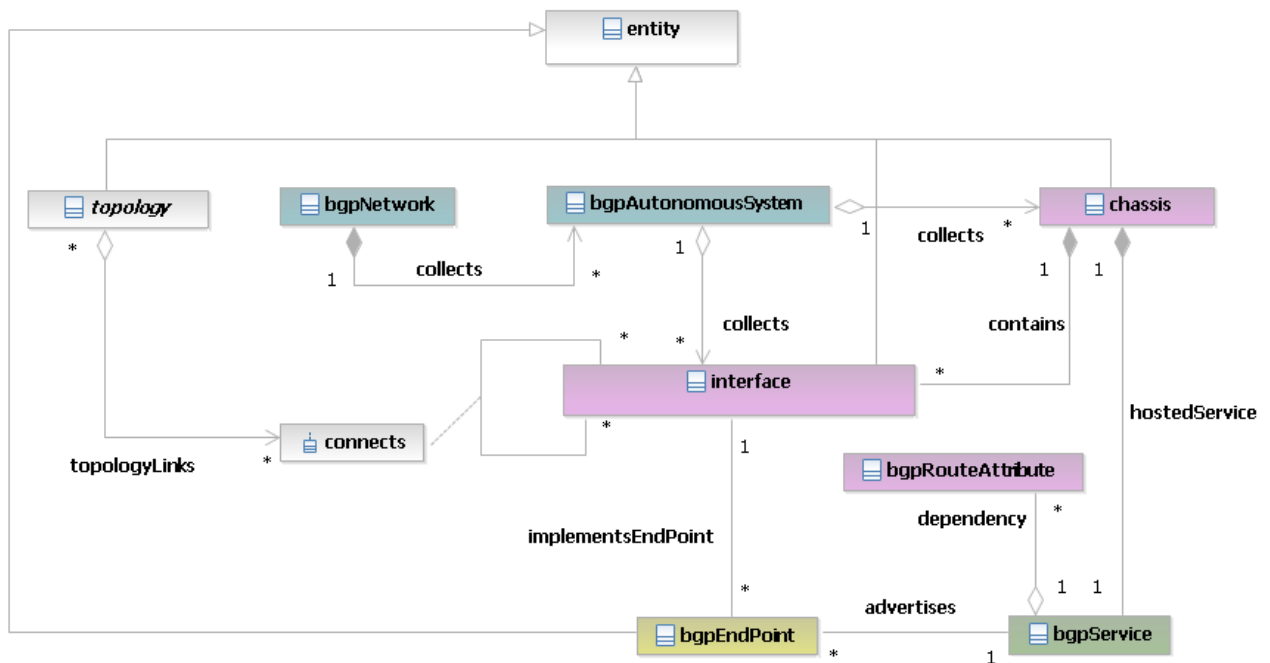 entity
topology
bgpNetwork
bgpAutonomousSystem
chassis
*
1
collects
*
1
collects
*
1
1
1
collects
*
contains
*
*
interface
*
hostedService
connects
*
topologyLinks
1
bgpRouteAttribute
dependency
*
implementsEndPoint
*
1
1
advertises
bgpEndPoint
bgpService
*
1